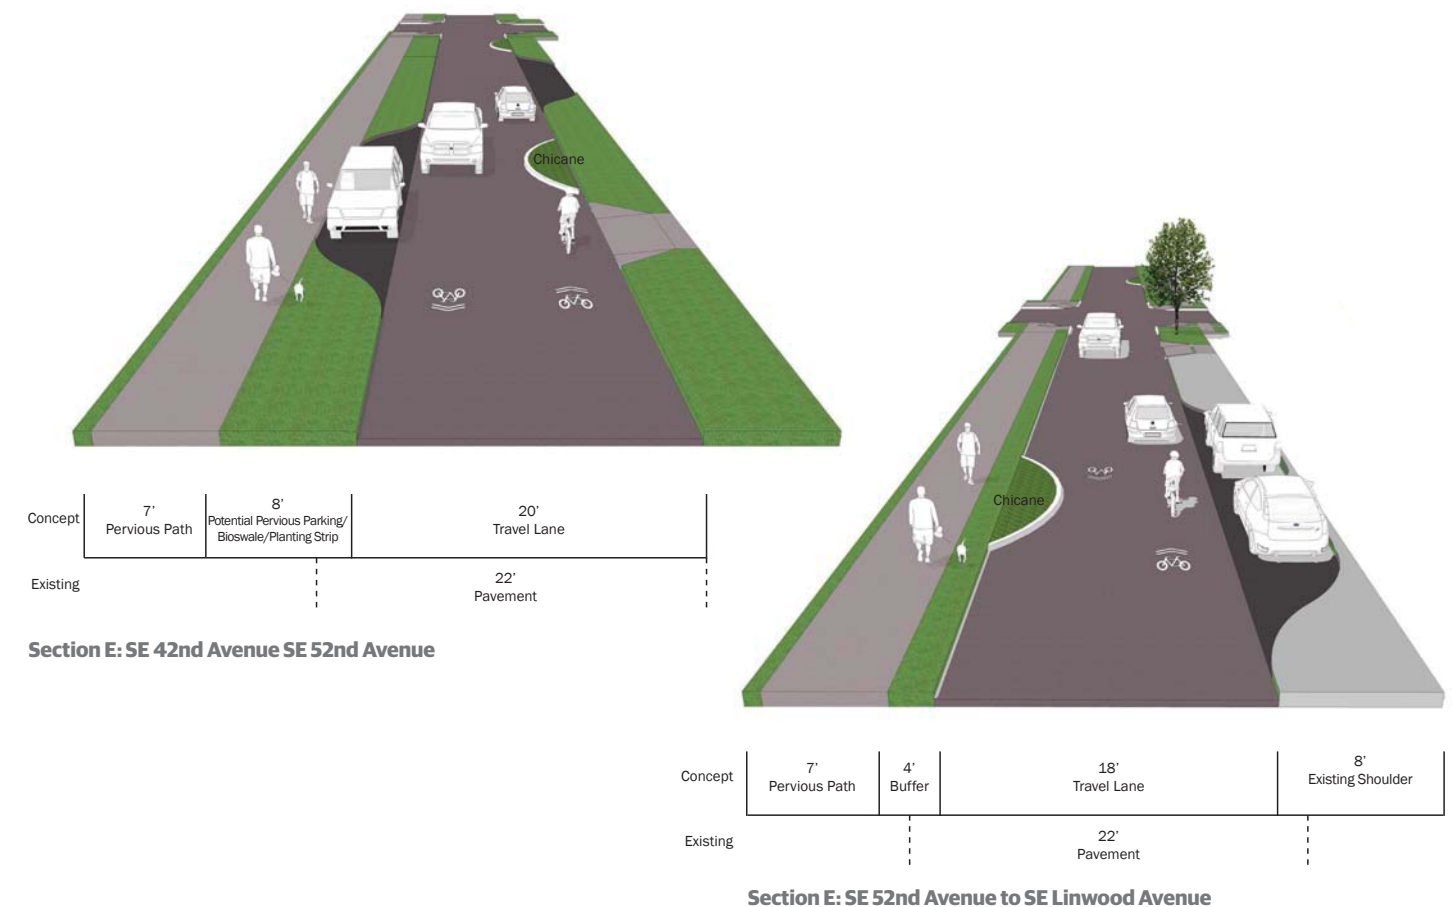 Chicane
Concept
7’
Pervious Path
8’
Potential Pervious Parking/
Bioswale/Planting Strip
20’
Travel Lane
Existing
22’
Pavement
Section E: SE 42nd Avenue SE 52nd Avenue
Chicane
Concept
7’
Pervious Path
4’
Buffer
18’
Travel Lane
8’
Existing Shoulder
Existing
22’
Pavement
Section E: SE 52nd Avenue to SE Linwood Avenue